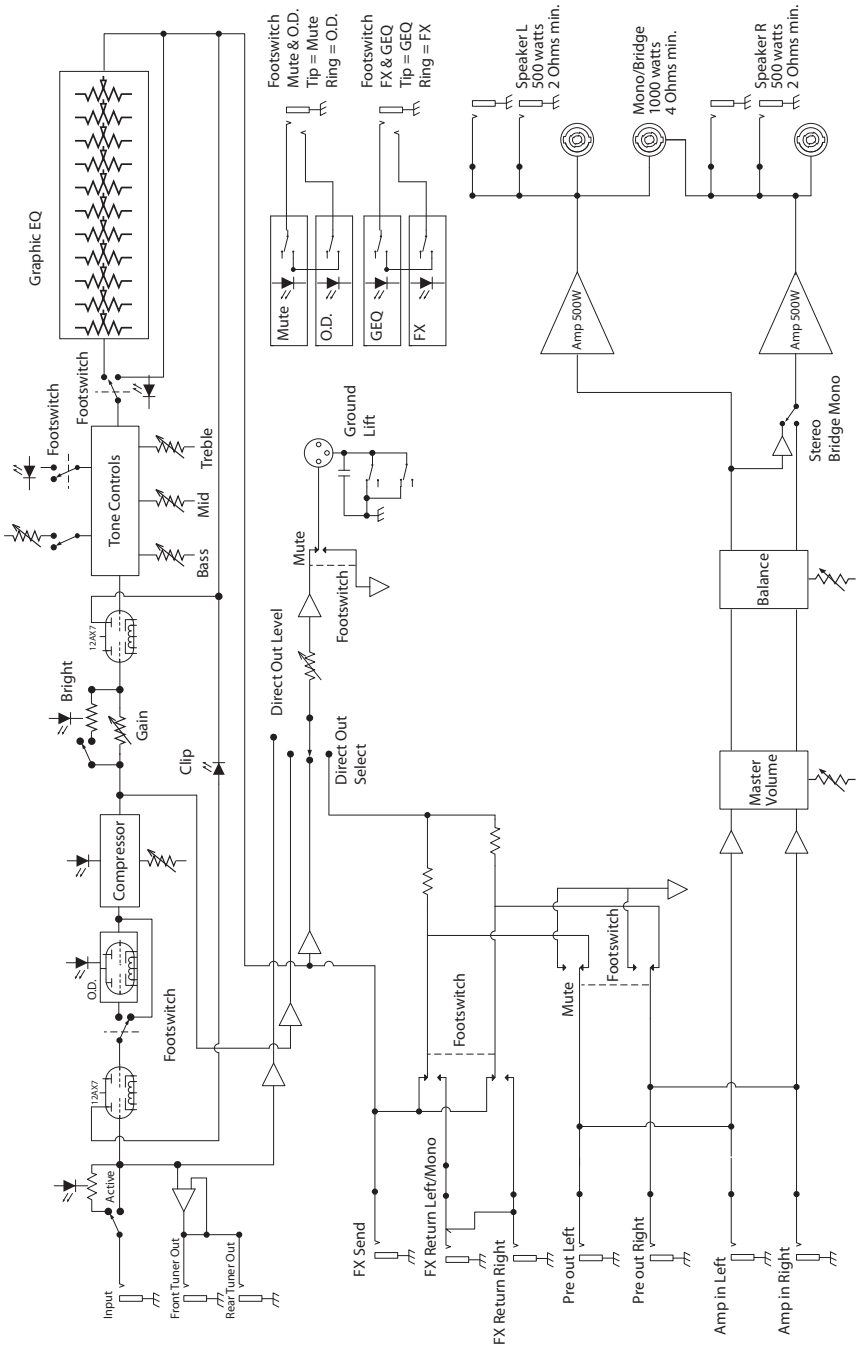 Input
Active
Front Tuner Out
Rear Tuner Out
12AX7
Footswitch
O.D.
Compressor
Clip
Bright
Gain
12AX7
Tone Controls
Bass
Mid
Treble
Footswitch
Footswitch
Graphic EQ
Footswitch
Mute & O.D.
Tip = Mute
Ring = O.D.
Footswitch
FX & GEQ
Tip = GEQ
Ring = FX
Mute
O.D.
GEQ
FX
Direct Out Level
Direct Out
Select
Mute
Footswitch
Ground
Lift
FX Send
FX Return Left/Mono
FX Return Right
Footswitch
Pre out Left
Pre out Right
Mute
Footswitch
Amp in Left
Amp in Right
Master
Volume
Balance
Stereo
Bridge Mono
Amp 500W
Amp 500W
Speaker L
500 watts
2 Ohms min.
Mono/Bridge
1000 watts
4 Ohms min.
Speaker R
500 watts
2 Ohms min.